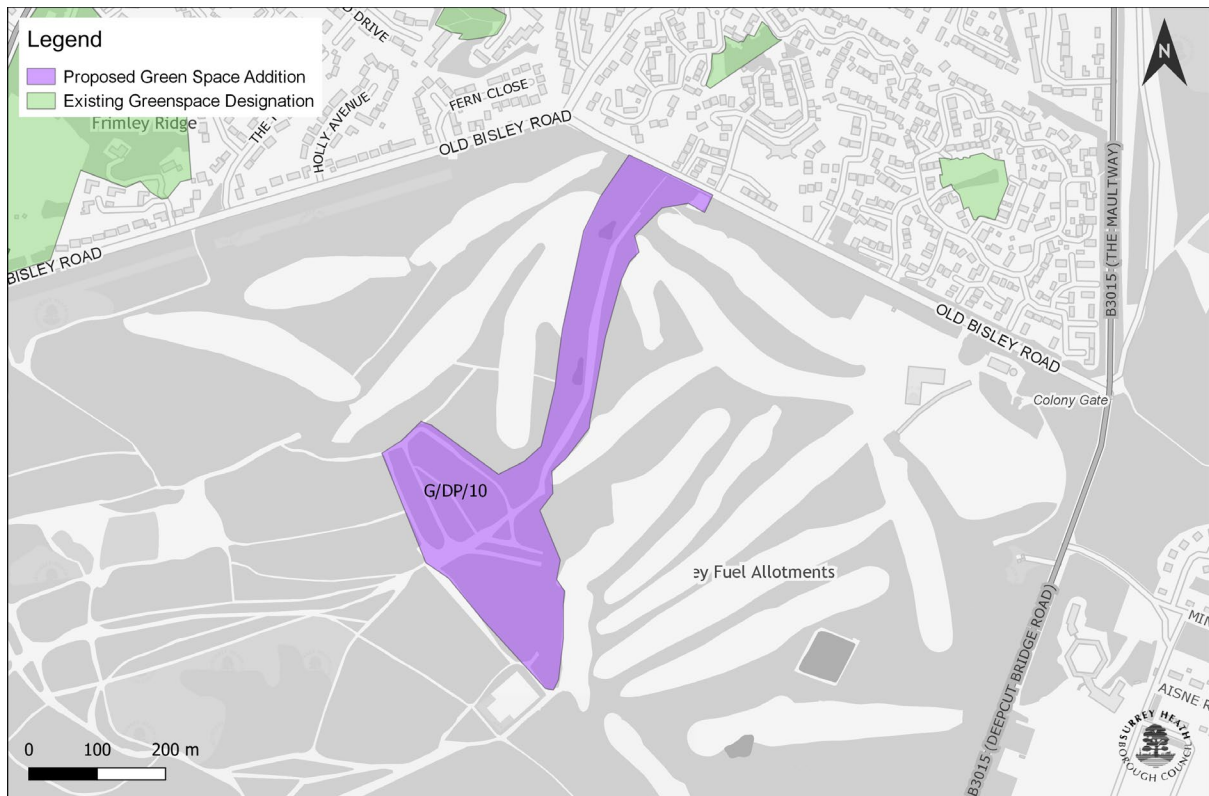 Legend
Proposed Green Space Addition
Existing Greenspace Designation
DRIVE
N
Frimley Ridge
HOLLY AVENUE
FERN CLOSE
OLD BISLEY ROAD
BISLEY ROAD
B3015 (THE MAULTWAY)
OLD BISLEY ROAD
Colony Gate
G/DP/10
ey Fuel Allotments
B3015 (DEEPCUT BRIDGE ROAD)
MIN
AISNE R
0 100 200 m
SURREY HEATH
BOROUGH COUNCIL